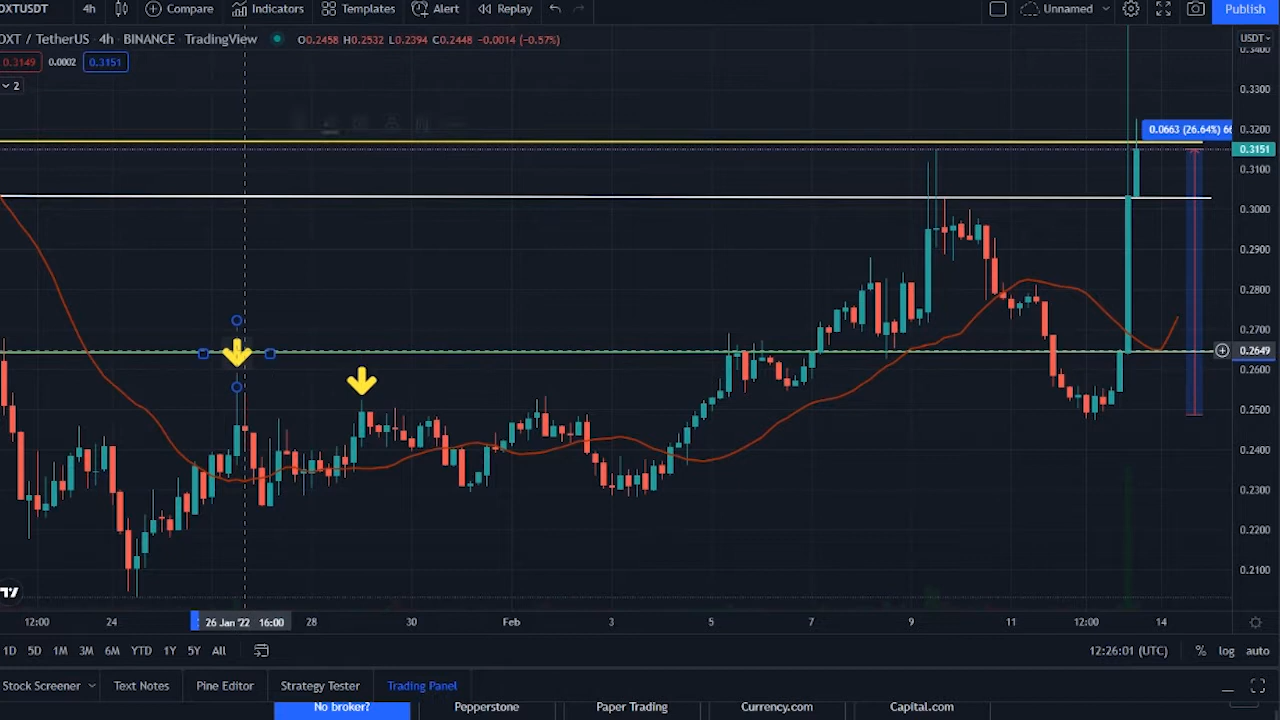 OXTUSDT 4h Compare Indicators Templates Alert Replay Unnamed Publish
OXT / TetherUS · 4h · BINANCE · TradingView O0.2458 H0.2532 L0.2394 C0.2448 -0.0014 (-0.57%) USDT
0.3149 0.0002 0.3151
2
0.3400
0.3300
0.3200
0.0663 (26.64%) 66
0.3151
0.3100
0.3000
0.2900
0.2800
0.2700
0.2649
0.2600
0.2500
0.2400
0.2300
0.2200
0.2100
12:00 24 26 Jan '22 16:00 28 30 Feb 3 5 7 9 11 12:00 14
1D 5D 1M 3M 6M YTD 1Y 5Y All 12:26:01 (UTC) % log auto
Stock Screener Text Notes Pine Editor Strategy Tester Trading Panel
No broker? Paperstone Paper Trading Currency.com Capital.com